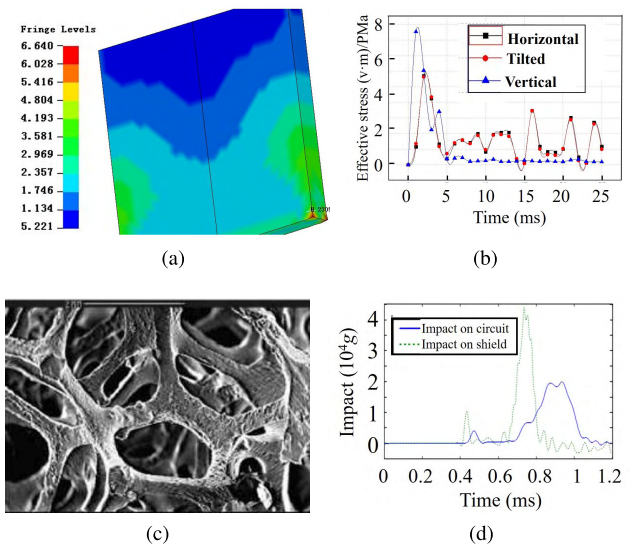 Fringe Levels
6.640
6.028
5.416
4.804
4.193
3.581
2.969
2.357
1.746
1.134
5.221
(a)
Effective stress (v·m)/PMa
8
6
4
2
0
Horizontal
Tilted
Vertical
0 5 10 15 20 25
Time (ms)
(b)
(c)
Impact (10⁴g)
4
3
2
1
0
Impact on circuit
Impact on shield
0 0.2 0.4 0.6 0.8 1 1.2
Time (ms)
(d)